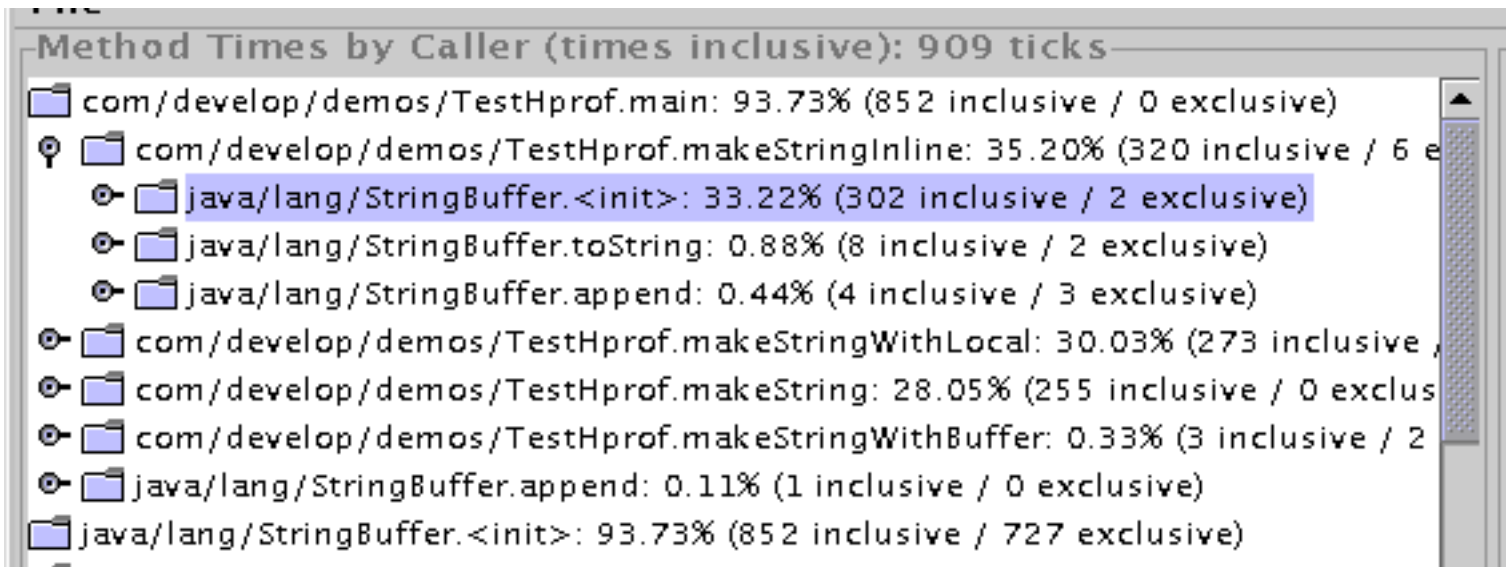 Method Times by Caller (times inclusive): 909 ticks
com/develop/demos/TestHprof.main: 93.73% (852 inclusive / 0 exclusive)
com/develop/demos/TestHprof.makeStringInline: 35.20% (320 inclusive / 6 e
java/lang/StringBuffer.<init>: 33.22% (302 inclusive / 2 exclusive)
java/lang/StringBuffer.toString: 0.88% (8 inclusive / 2 exclusive)
java/lang/StringBuffer.append: 0.44% (4 inclusive / 3 exclusive)
com/develop/demos/TestHprof.makeStringWithLocal: 30.03% (273 inclusive /
com/develop/demos/TestHprof.makeString: 28.05% (255 inclusive / 0 exclus
com/develop/demos/TestHprof.makeStringWithBuffer: 0.33% (3 inclusive / 2
java/lang/StringBuffer.append: 0.11% (1 inclusive / 0 exclusive)
java/lang/StringBuffer.<init>: 93.73% (852 inclusive / 727 exclusive)